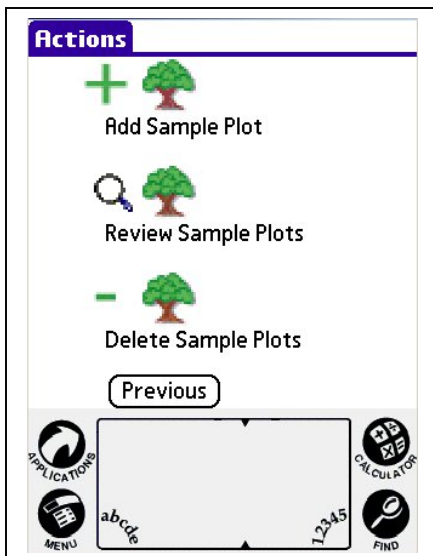 Actions
Add Sample Plot
Review Sample Plots
Delete Sample Plots
Previous
APPLICATIONS
CALCULATOR
MENU
abcde
12345
FIND